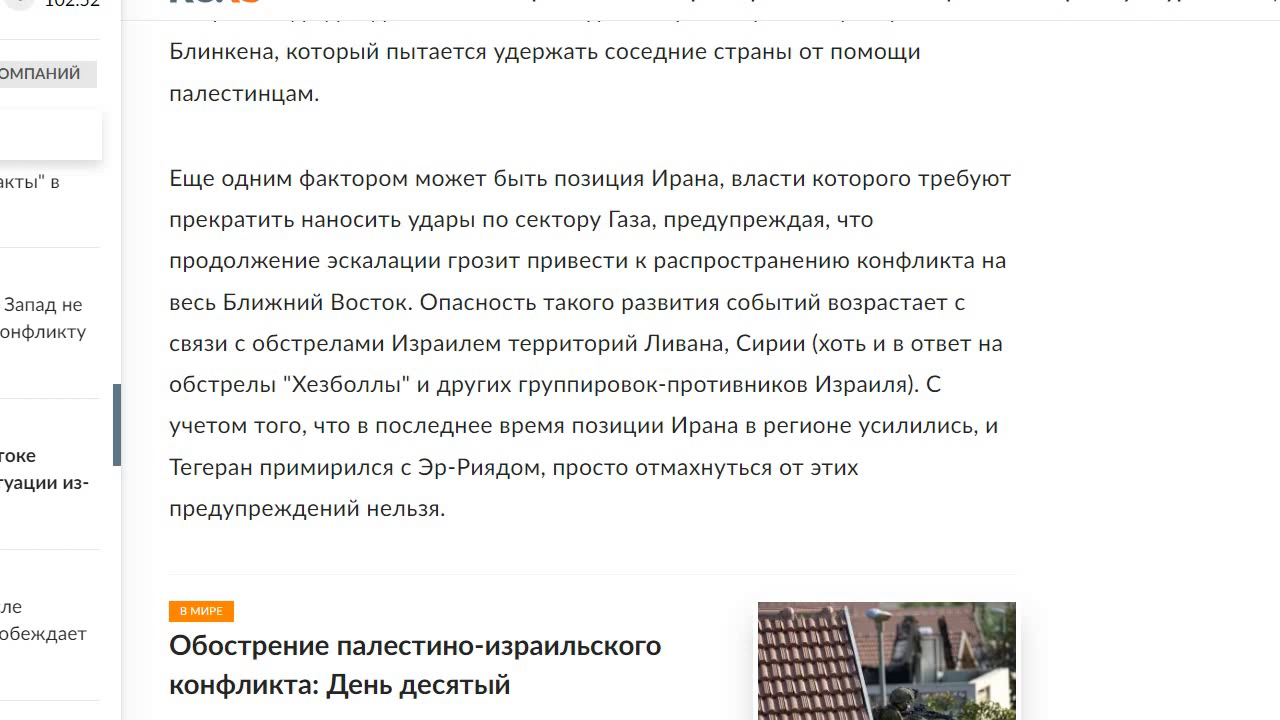 102.52
ОМПАНИЙ
акты" в
Запад не
онфликту
токе
туации из-
ле
обеждает
Блинкена, который пытается удержать соседние страны от помощи
палестинцам.
Еще одним фактором может быть позиция Ирана, власти которого требуют
прекратить наносить удары по сектору Газа, предупреждая, что
продолжение эскалации грозит привести к распространению конфликта на
весь Ближний Восток. Опасность такого развития событий возрастает с
связи с обстрелами Израилем территорий Ливана, Сирии (хоть и в ответ на
обстрелы "Хезболлы" и других группировок-противников Израиля). С
учетом того, что в последнее время позиции Ирана в регионе усилились, и
Тегеран примирился с Эр-Риядом, просто отмахнуться от этих
предупреждений нельзя.
В МИРЕ
Обострение палестино-израильского
конфликта: День десятый